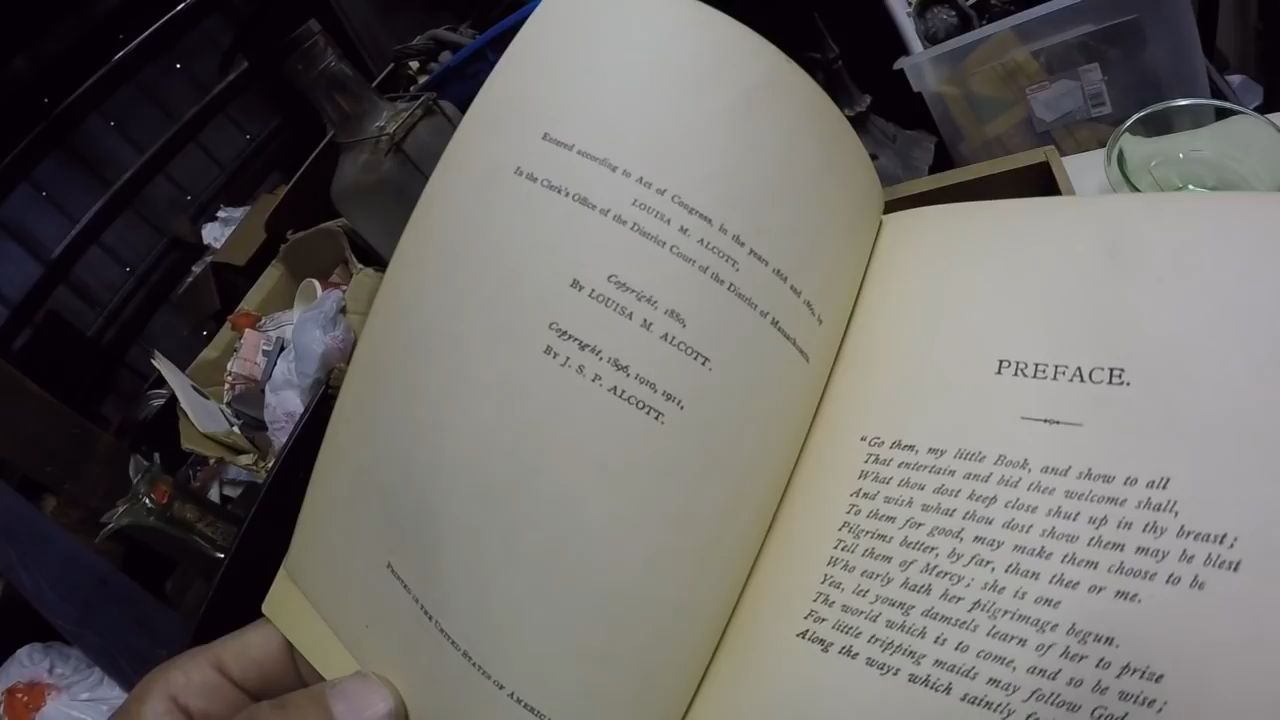 Entered according to Act of Congress, in the years 1868 and 1869, by
LOUISA M. ALCOTT,
In the Clerk's Office of the District Court of the District of Massachusetts.
Copyright, 1880,
By LOUISA M. ALCOTT.
Copyright, 1896, 1910, 1911,
By J. S. P. ALCOTT.
PRINTED IN THE UNITED STATES OF AMERICA
PREFACE.
"Go then, my little Book, and show to all
That entertain and bid thee welcome shall,
What thou dost keep close shut up in thy breast;
And wish what thou dost show them may be blest
To them for good, may make them choose to be
Pilgrims better, by far, than thee or me.
Tell them of Mercy; she is one
Who early hath her pilgrimage begun.
Yea, let young damsels learn of her to prize
The world which is to come, and so be wise;
For little tripping maids may follow God
Along the ways which saintly